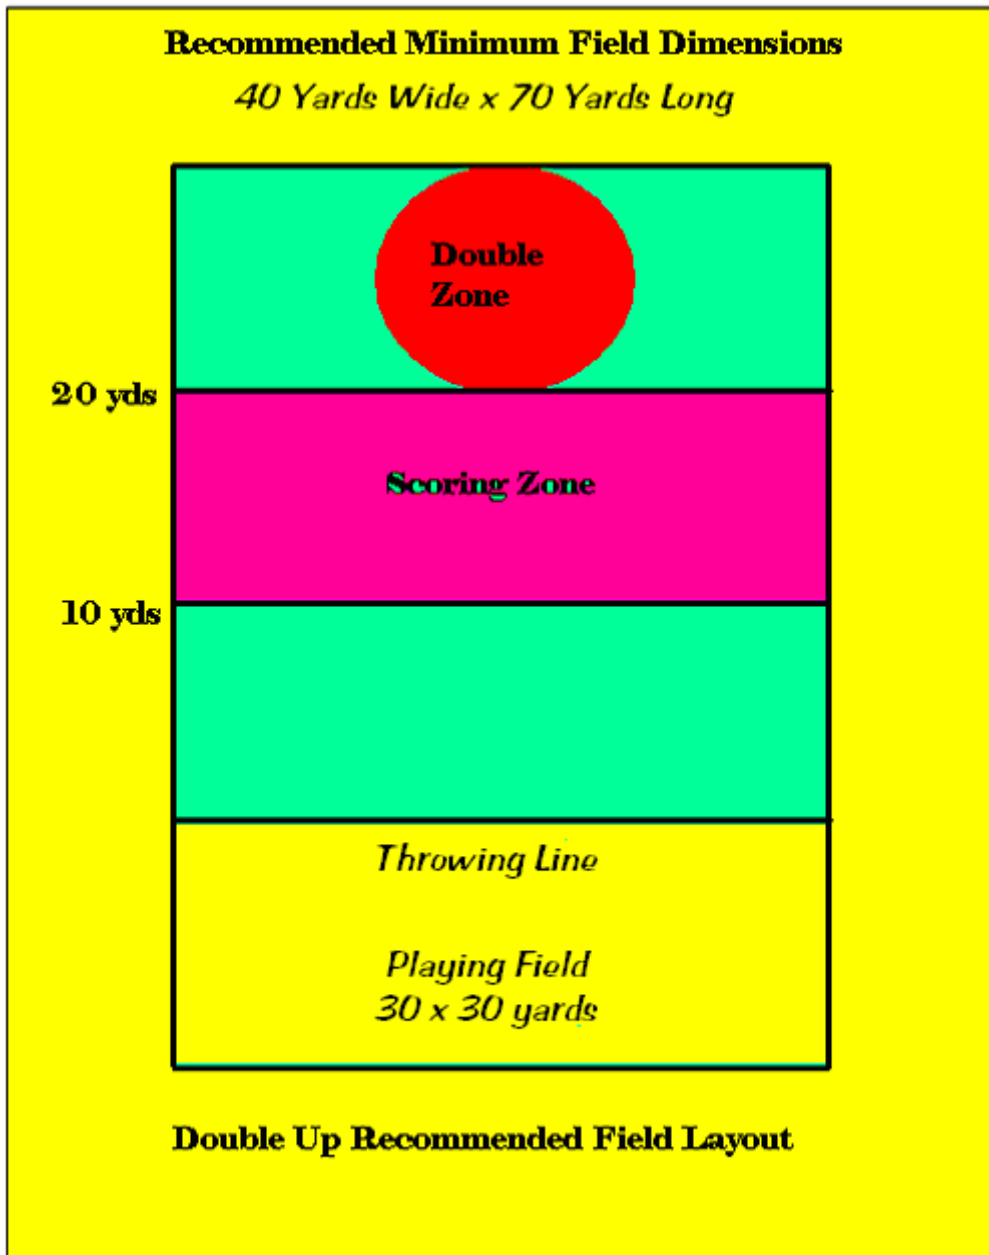 Recommended Minimum Field Dimensions
40 Yards Wide x 70 Yards Long
Double
Zone
20 yds
Scoring Zone
10 yds
Throwing Line
Playing Field
30 x 30 yards
Double Up Recommended Field Layout